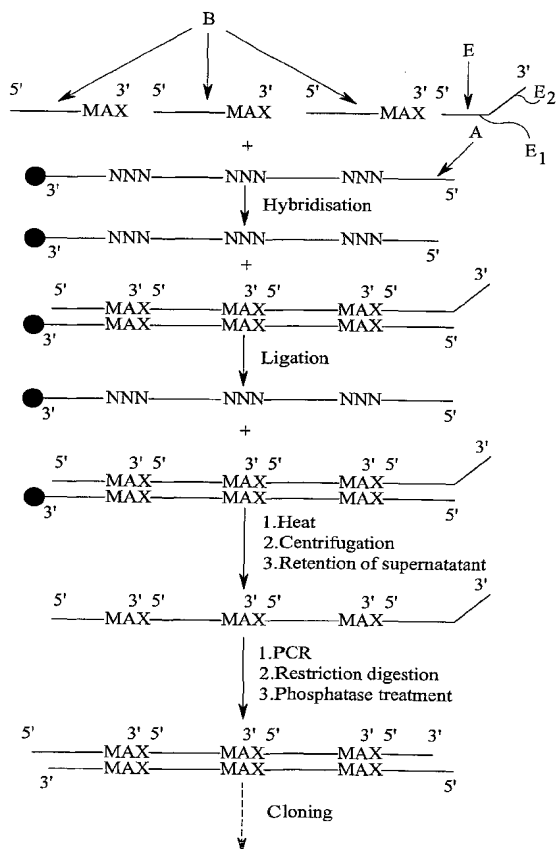 B
E
5' 3' 5' 3' 5' 3' 5' 3'
MAX MAX MAX
E2
A
E1
+
NNN NNN NNN
3' 5'
Hybridisation
NNN NNN NNN
3' 5'
+
3'
5' 3' 5' 3' 5' 3' 5'
MAX MAX MAX
MAX MAX MAX
3' 5'
Ligation
NNN NNN NNN
3' 5'
+
3'
5' 3' 5' 3' 5' 3' 5'
MAX MAX MAX
MAX MAX MAX
3' 5'
1.Heat
2.Centrifugation
3.Retention of supernatatant
3'
5' 3' 5' 3' 5' 3' 5'
MAX MAX MAX
1.PCR
2.Restriction digestion
3.Phosphatase treatment
5' 3' 5' 3' 5' 3' 5' 3'
MAX MAX MAX
MAX MAX MAX
3' 5'
Cloning